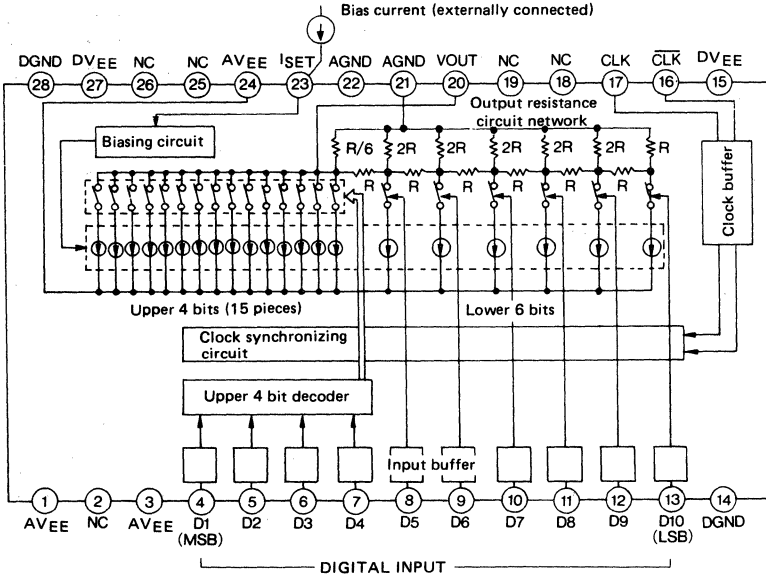 Bias current (externally connected)
DGND DVEE NC NC AVEE ISET AGND AGND VOUT NC NC CLK CLK DVEE
28 27 26 25 24 23 22 21 20 19 18 17 16 15
Output resistance
circuit network
Biasing circuit
R/6 2R 2R 2R 2R 2R R
R R R R R R
Clock buffer
Upper 4 bits (15 pieces)
Lower 6 bits
Clock synchronizing
circuit
Upper 4 bit decoder
Input buffer
1 2 3 4 5 6 7 8 9 10 11 12 13 14
AVEE NC AVEE D1 D2 D3 D4 D5 D6 D7 D8 D9 D10 DGND
(MSB) (LSB)
DIGITAL INPUT